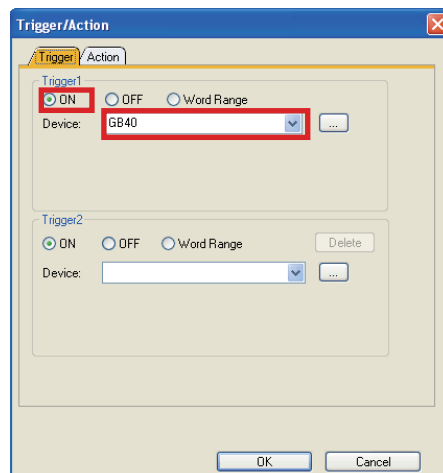 Trigger/Action
Trigger Action
Trigger1
ON OFF Word Range
Device: GB40 ...
Trigger2
ON OFF Word Range Delete
Device: ...
OK Cancel